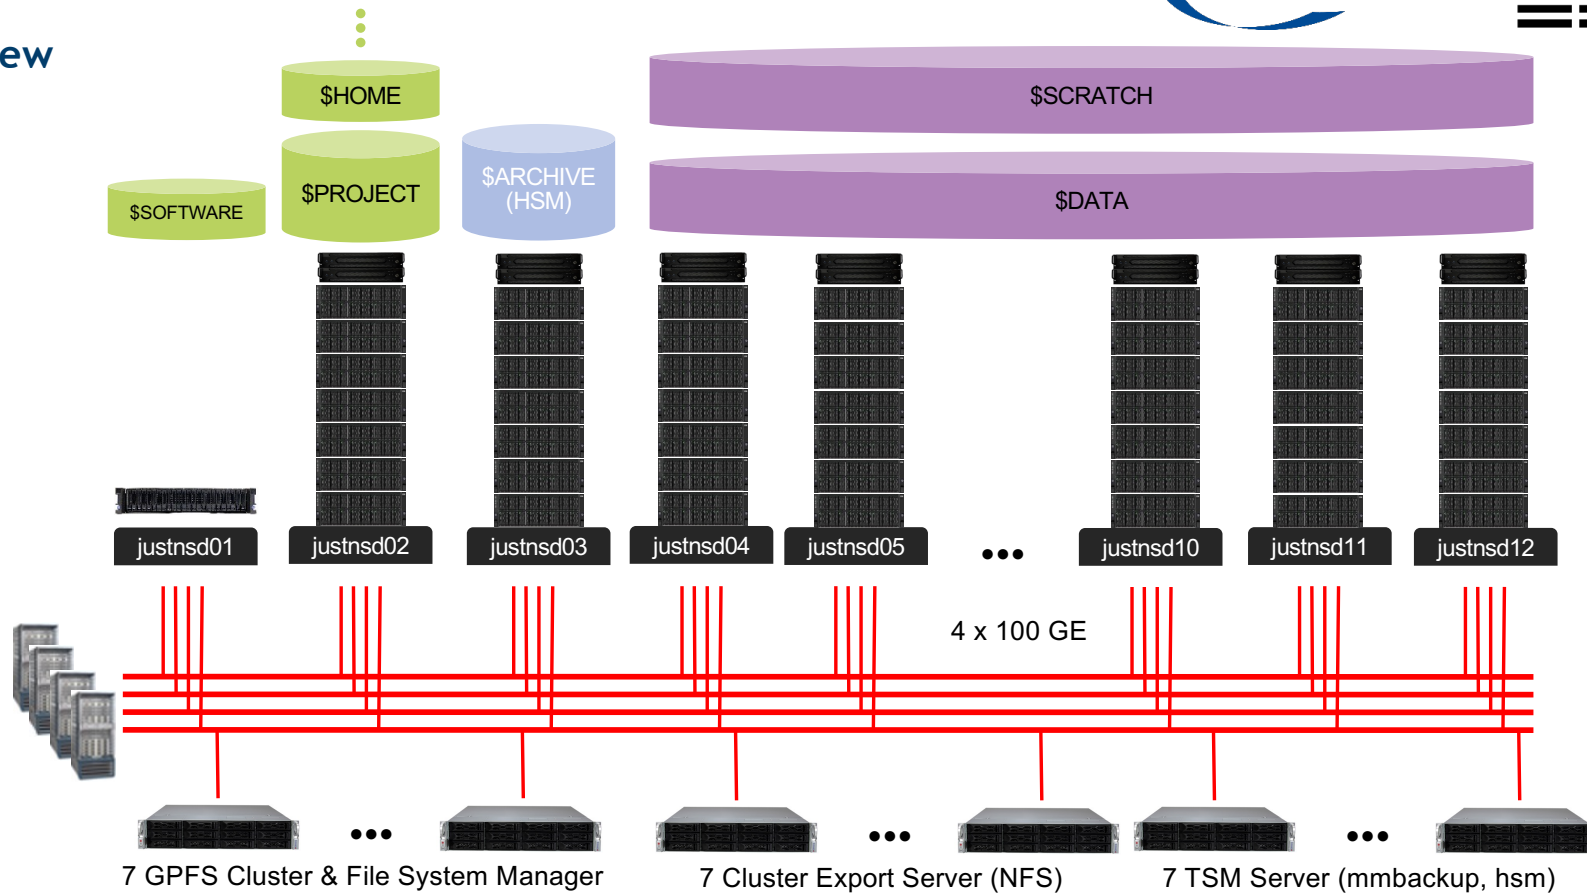 ew
$HOME
$SCRATCH
$PROJECT
$ARCHIVE
(HSM)
$DATA
$SOFTWARE
justnsd01
justnsd02
justnsd03
justnsd04
justnsd05
•••
justnsd10
justnsd11
justnsd12
4 x 100 GE
•••
•••
•••
7 GPFS Cluster & File System Manager
7 Cluster Export Server (NFS)
7 TSM Server (mmbackup, hsm)